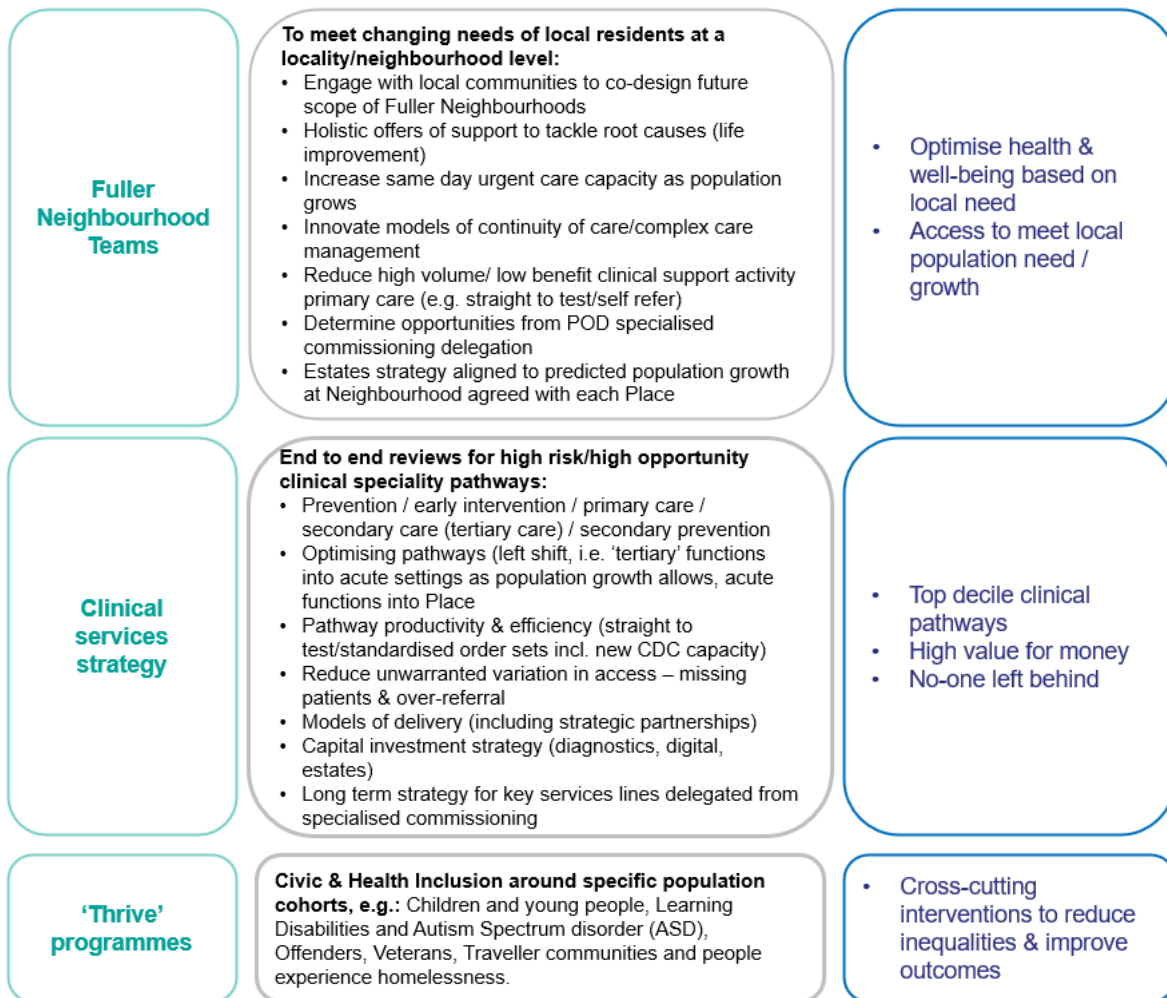 Fuller
Neighbourhood
Teams
To meet changing needs of local residents at a
locality/neighbourhood level:
• Engage with local communities to co-design future
scope of Fuller Neighbourhoods
• Holistic offers of support to tackle root causes (life
improvement)
• Increase same day urgent care capacity as population
grows
• Innovate models of continuity of care/complex care
management
• Reduce high volume/ low benefit clinical support activity
primary care (e.g. straight to test/self refer)
• Determine opportunities from POD specialised
commissioning delegation
• Estates strategy aligned to predicted population growth
at Neighbourhood agreed with each Place
• Optimise health &
well-being based on
local need
• Access to meet local
population need /
growth
Clinical
services
strategy
End to end reviews for high risk/high opportunity
clinical speciality pathways:
• Prevention / early intervention / primary care /
secondary care (tertiary care) / secondary prevention
• Optimising pathways (left shift, i.e. ‘tertiary’ functions
into acute settings as population growth allows, acute
functions into Place
• Pathway productivity & efficiency (straight to
test/standardised order sets incl. new CDC capacity)
• Reduce unwarranted variation in access – missing
patients & over-referral
• Models of delivery (including strategic partnerships)
• Capital investment strategy (diagnostics, digital,
estates)
• Long term strategy for key services lines delegated from
specialised commissioning
• Top decile clinical
pathways
• High value for money
• No-one left behind
‘Thrive’
programmes
Civic & Health Inclusion around specific population
cohorts, e.g.: Children and young people, Learning
Disabilities and Autism Spectrum disorder (ASD),
Offenders, Veterans, Traveller communities and people
experience homelessness.
• Cross-cutting
interventions to reduce
inequalities & improve
outcomes